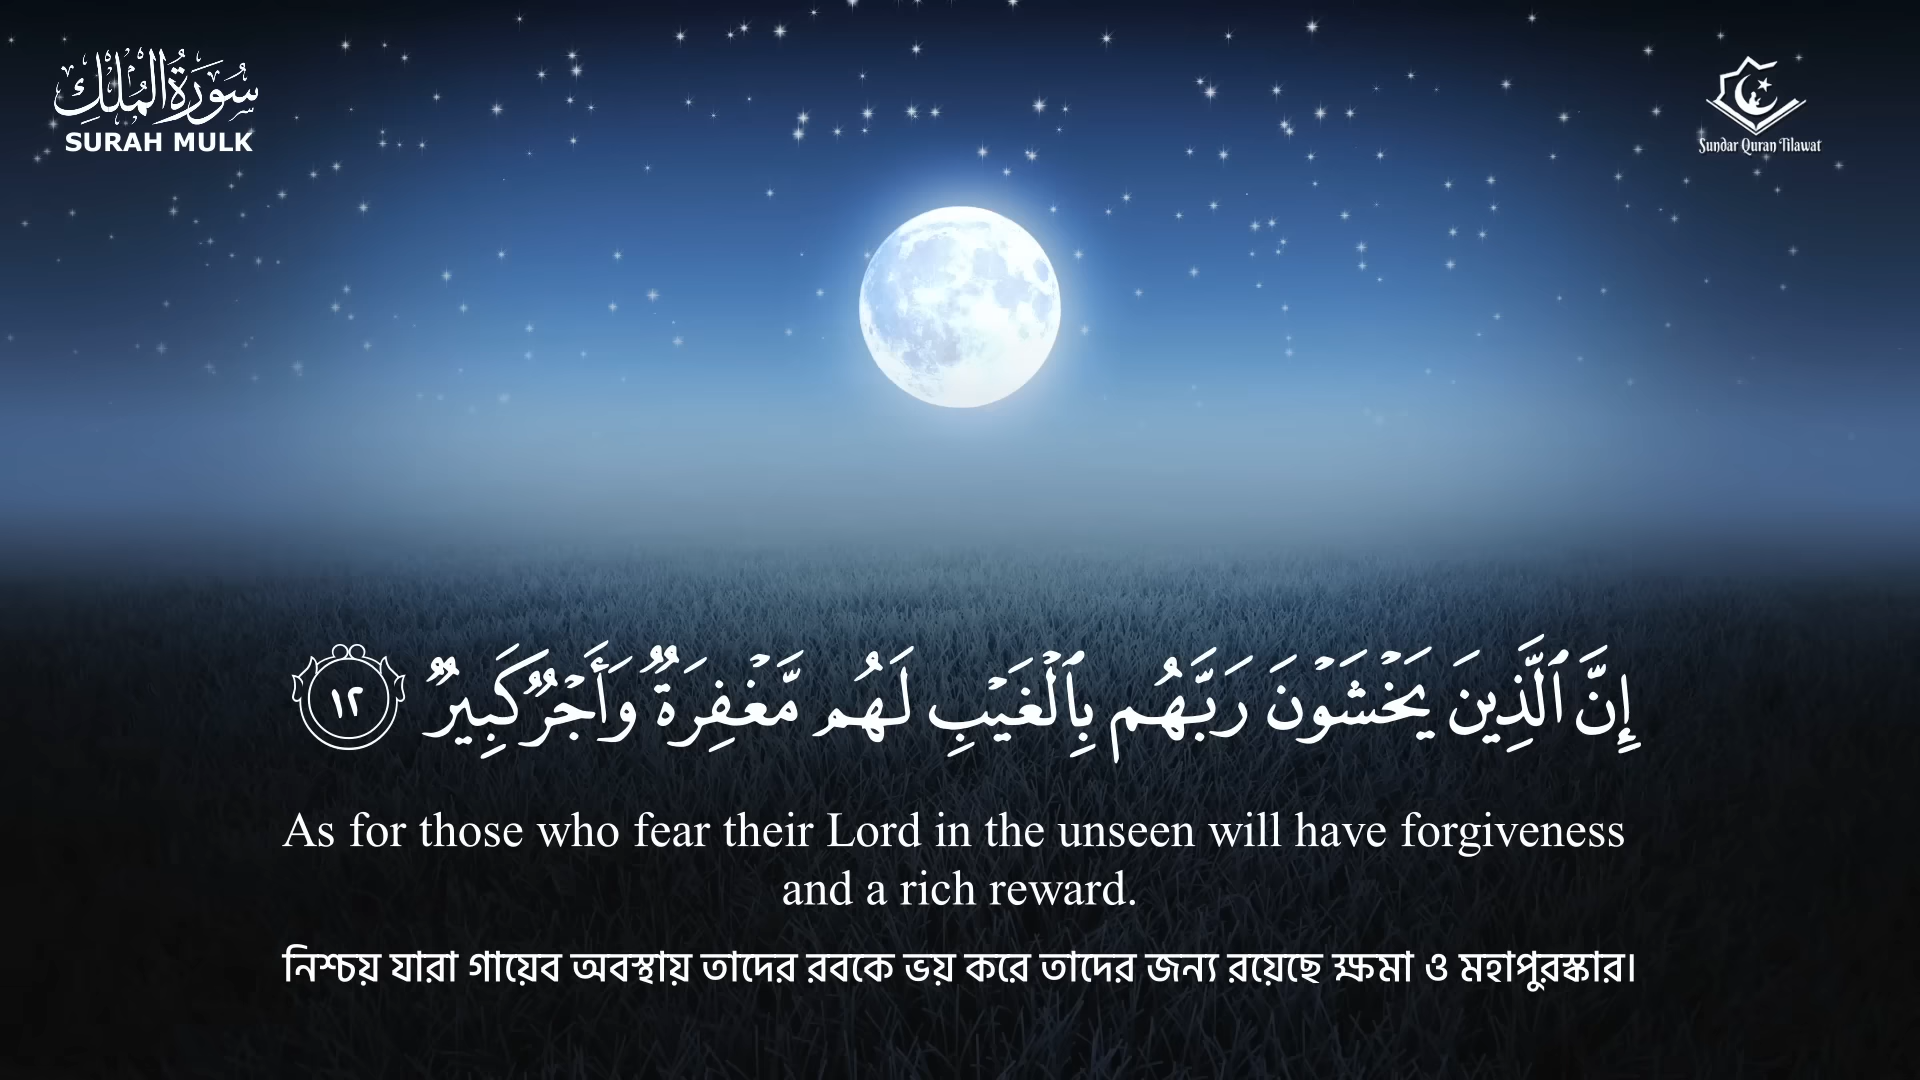 سُورَةُ الْمُلْكِ
SURAH MULK
Sundar Quran Tilawat
إِنَّ ٱلَّذِينَ يَخْشَوْنَ رَبَّهُم بِٱلْغَيْبِ لَهُم مَّغْفِرَةٌ وَأَجْرٌ كَبِيرٌ ١٢
As for those who fear their Lord in the unseen will have forgiveness
and a rich reward.
নিশ্চয় যারা গায়েব অবস্থায় তাদের রবকে ভয় করে তাদের জন্য রয়েছে ক্ষমা ও মহাপুরস্কার।